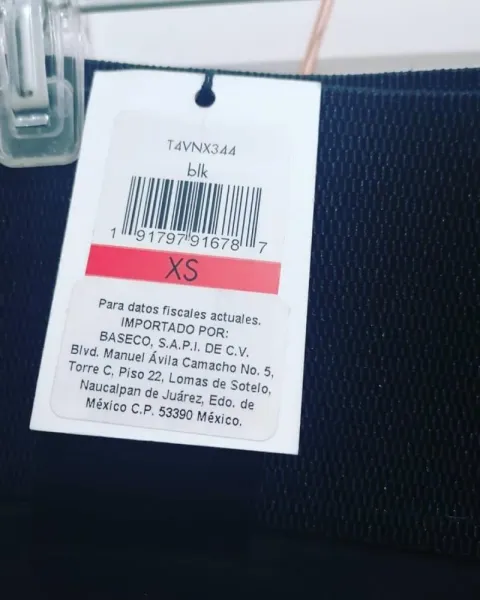 T4VNX344
blk
1 91797 91678 7
XS
Para datos fiscales actuales.
IMPORTADO POR:
BASECO, S.A.P.I. DE C.V.
Blvd. Manuel Ávila Camacho No. 5,
Torre C, Piso 22, Lomas de Sotelo,
Naucalpan de Juárez, Edo. de
México C.P. 53390 México.